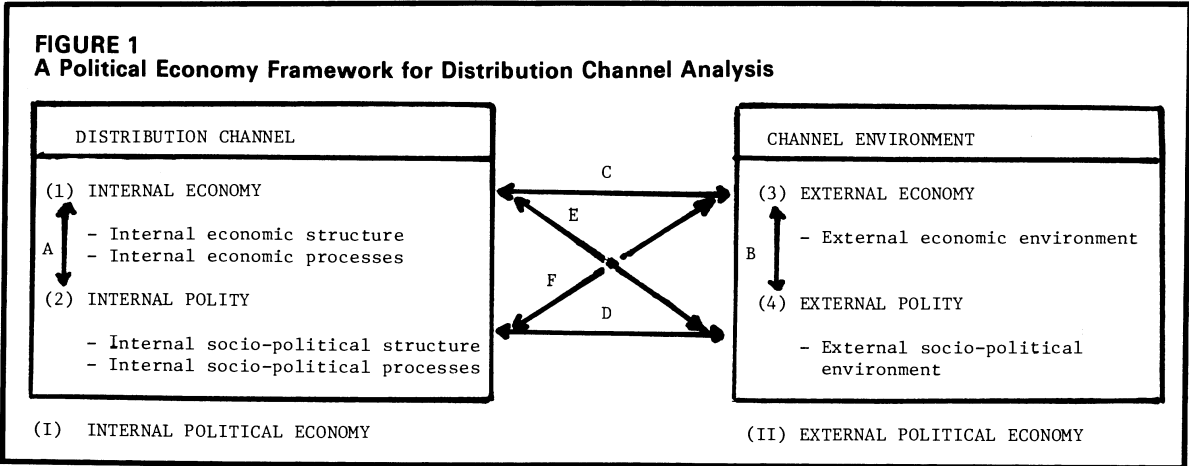 FIGURE 1
A Political Economy Framework for Distribution Channel Analysis
DISTRIBUTION CHANNEL
(1) INTERNAL ECONOMY
A
- Internal economic structure
- Internal economic processes
(2) INTERNAL POLITY
- Internal socio-political structure
- Internal socio-political processes
(I) INTERNAL POLITICAL ECONOMY
C
E
F
D
CHANNEL ENVIRONMENT
(3) EXTERNAL ECONOMY
- External economic environment
B
(4) EXTERNAL POLITY
- External socio-political
environment
(II) EXTERNAL POLITICAL ECONOMY